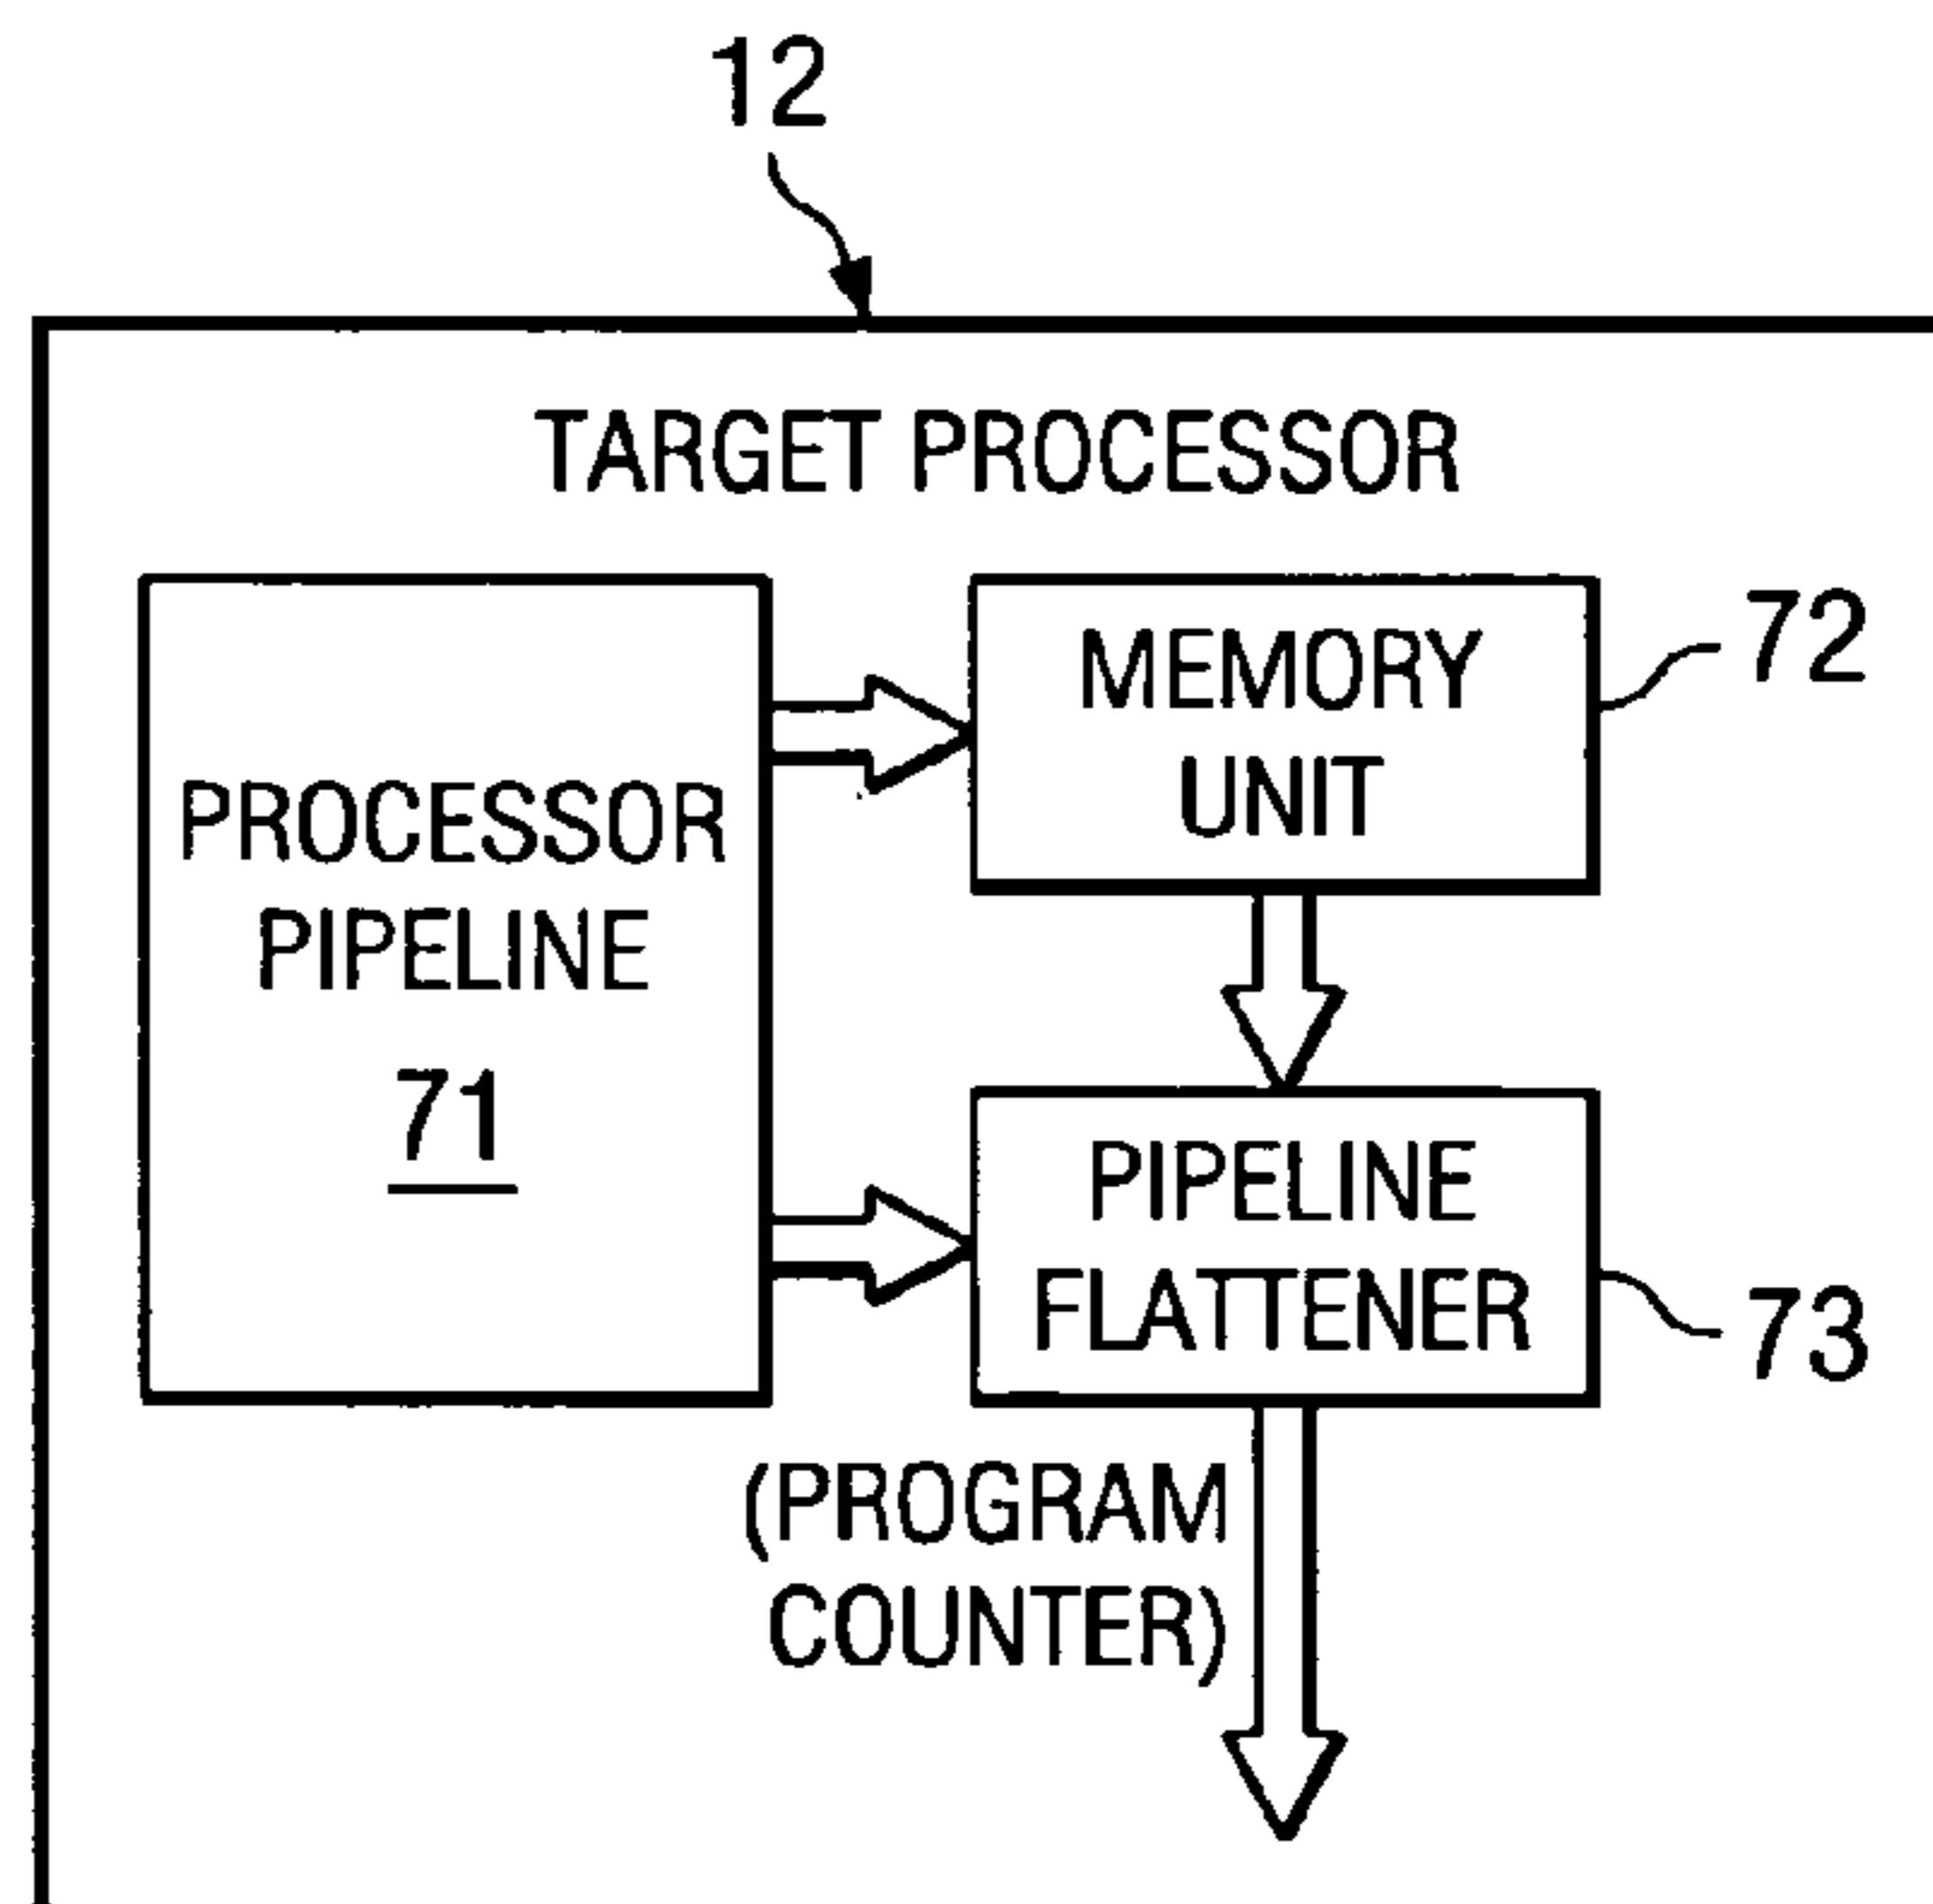 12
TARGET PROCESSOR
PROCESSOR
PIPELINE
71
MEMORY
UNIT
72
PIPELINE
FLATTENER
73
(PROGRAM
COUNTER)